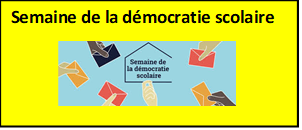 Semaine de la démocratie scolaire
Semaine de
la démocratie
scolaire